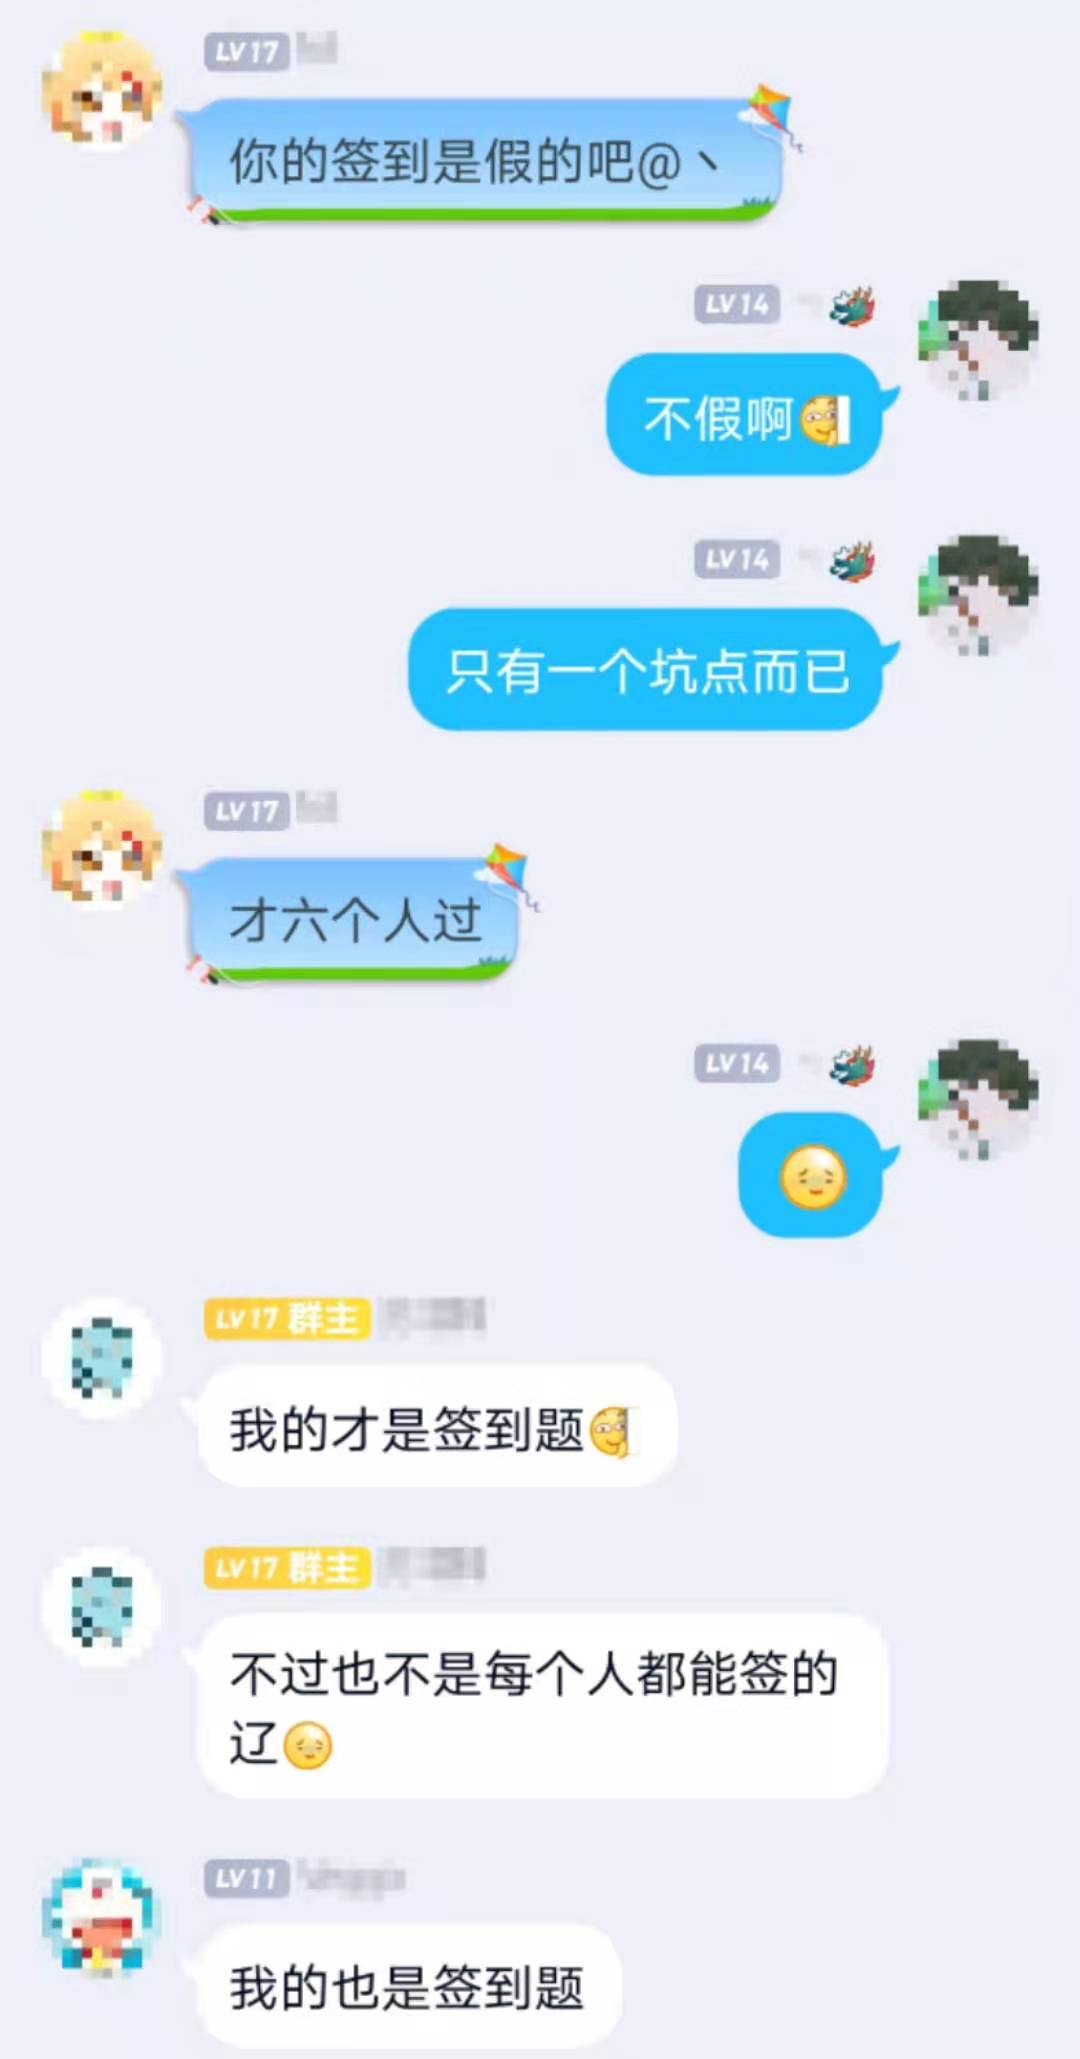 LV17
你的签到是假的吧@丶
LV14
不假啊
LV14
只有一个坑点而已
LV17
才六个人过
LV14
LV17 群主
我的才是签到题
LV17 群主
不过也不是每个人都能签的
辽
LV11
我的也是签到题